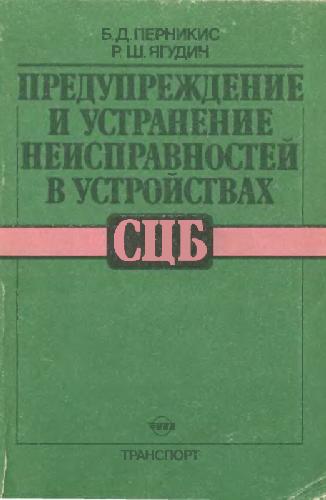 Б.Д. ПЕРНИКИС
Р.Ш. ЯГУДИН
ПРЕДУПРЕЖДЕНИЕ
И УСТРАНЕНИЕ
НЕИСПРАВНОСТЕЙ
В УСТРОЙСТВАХ
СЦБ
ТРАНСПОРТ